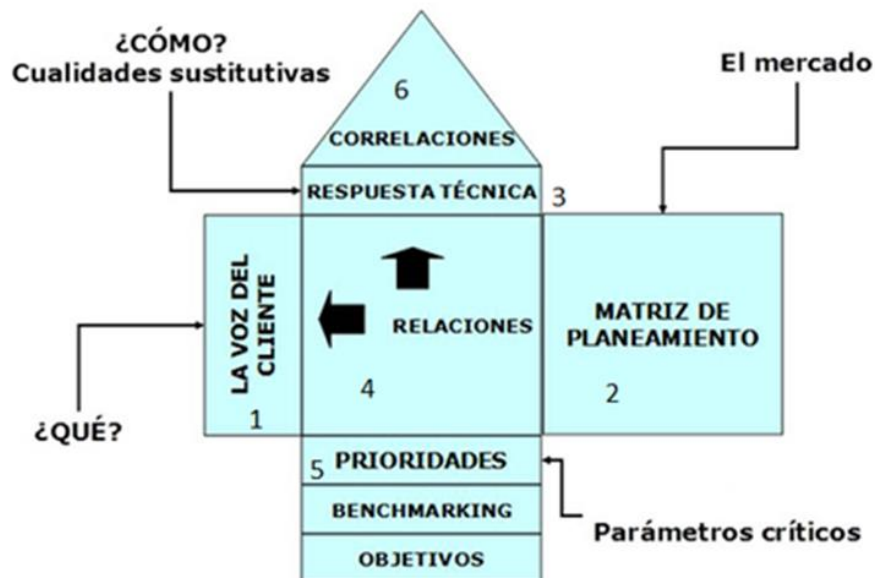 ¿CÓMO?
Cualidades sustitutivas
El mercado
6
CORRELACIONES
RESPUESTA TÉCNICA
3
LA VOZ DEL
CLIENTE
1
RELACIONES
4
MATRIZ DE
PLANEAMIENTO
2
¿QUÉ?
5
PRIORIDADES
BENCHMARKING
OBJETIVOS
Parámetros críticos